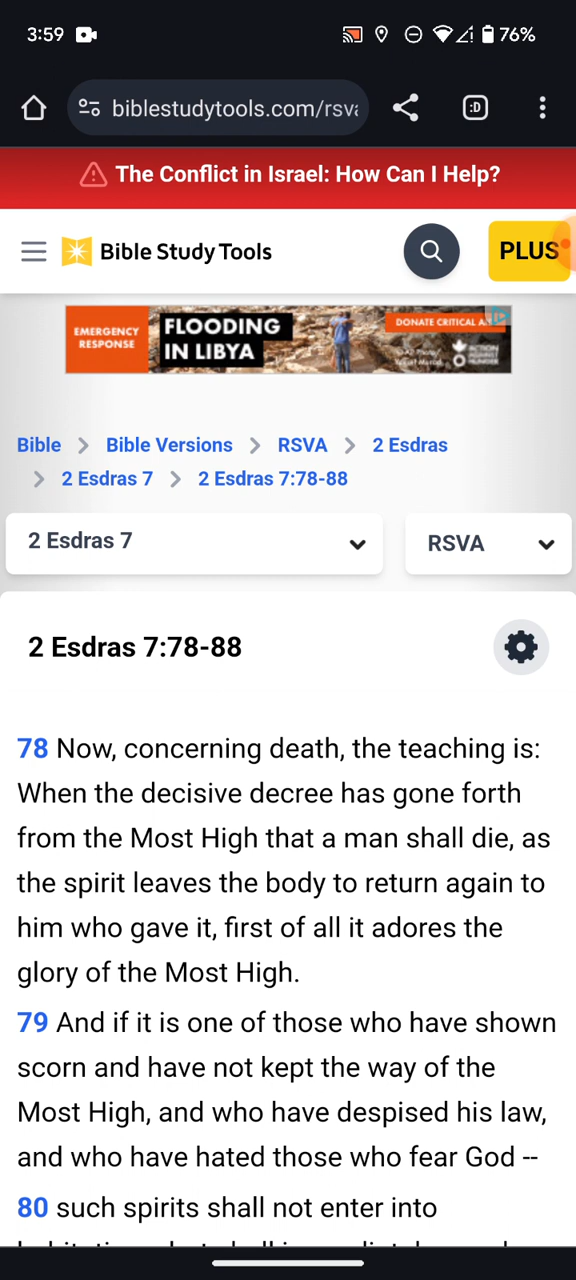 3:59
76%
biblestudytools.com/rsva
:D
The Conflict in Israel: How Can I Help?
Bible Study Tools
PLUS
EMERGENCY
RESPONSE
FLOODING
IN LIBYA
DONATE CRITICAL
ACTION
AGAINST
HUNGER
Bible > Bible Versions > RSVA > 2 Esdras
> 2 Esdras 7 > 2 Esdras 7:78-88
2 Esdras 7
RSVA
2 Esdras 7:78-88
78 Now, concerning death, the teaching is:
When the decisive decree has gone forth
from the Most High that a man shall die, as
the spirit leaves the body to return again to
him who gave it, first of all it adores the
glory of the Most High.
79 And if it is one of those who have shown
scorn and have not kept the way of the
Most High, and who have despised his law,
and who have hated those who fear God --
80 such spirits shall not enter into